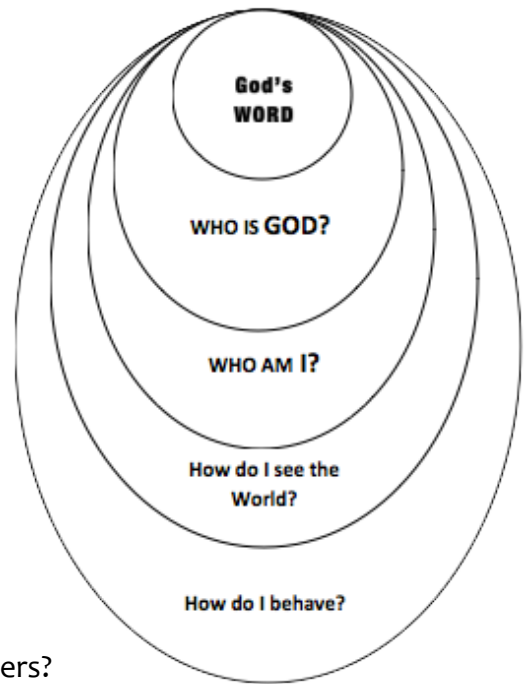 God's
WORD
WHO IS GOD?
WHO AM I?
How do I see the
World?
How do I behave?
ers?